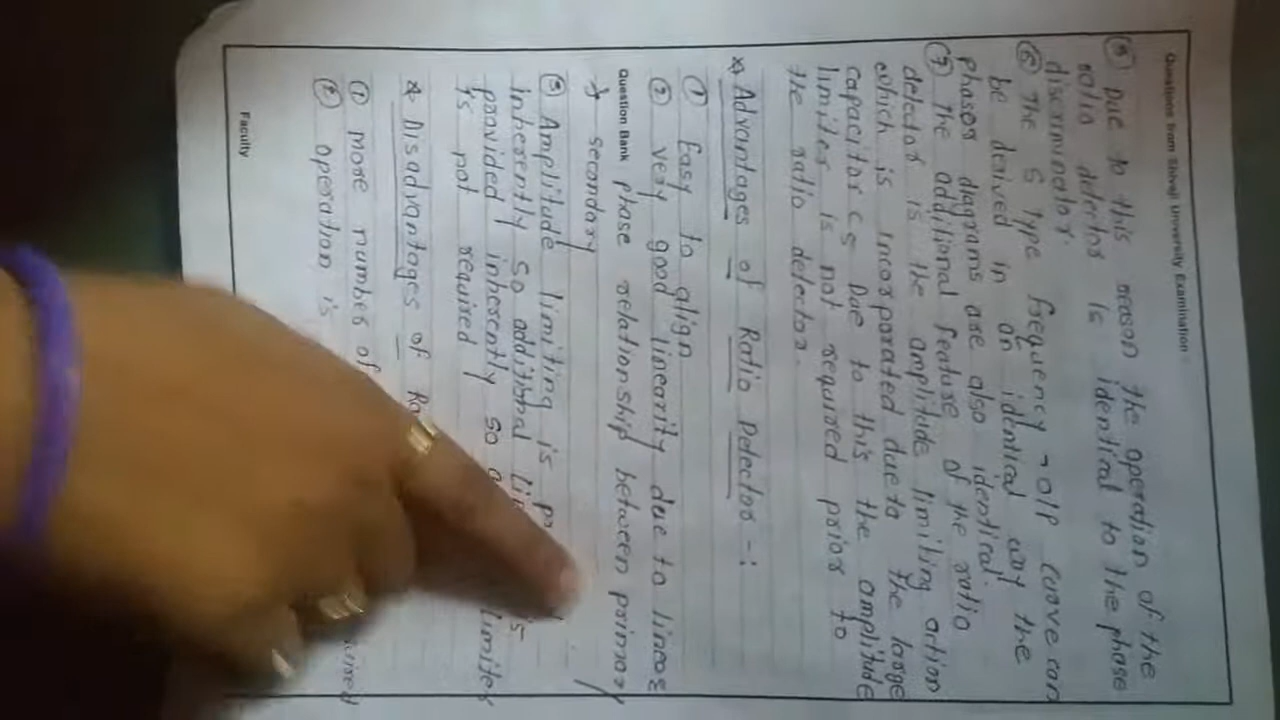 Questions from Shivaji University Examination
⑤ Due to this reason the operation of the
ratio detector is identical to the phase
discriminator.
⑥ The S type frequency - o/p curve can
be derived in an identical way the
phasor diagrams are also identical.
⑦ The additional feature of the ratio
detector is the amplitude limiting action
which is incorporated due to the large
capacitor C5 Due to this the amplitude
limiter is not required prior to
the ratio detector.
* Advantages of Ratio Detector -:
① Easy to align
② very good linearity due to linear
Question Bank phase relationship between primary
secondary
③ Amplitude limiting is
inherently so additional is
provided inherently so limiter
is not required
* Disadvantages of
① More number of
② operation is
Faculty